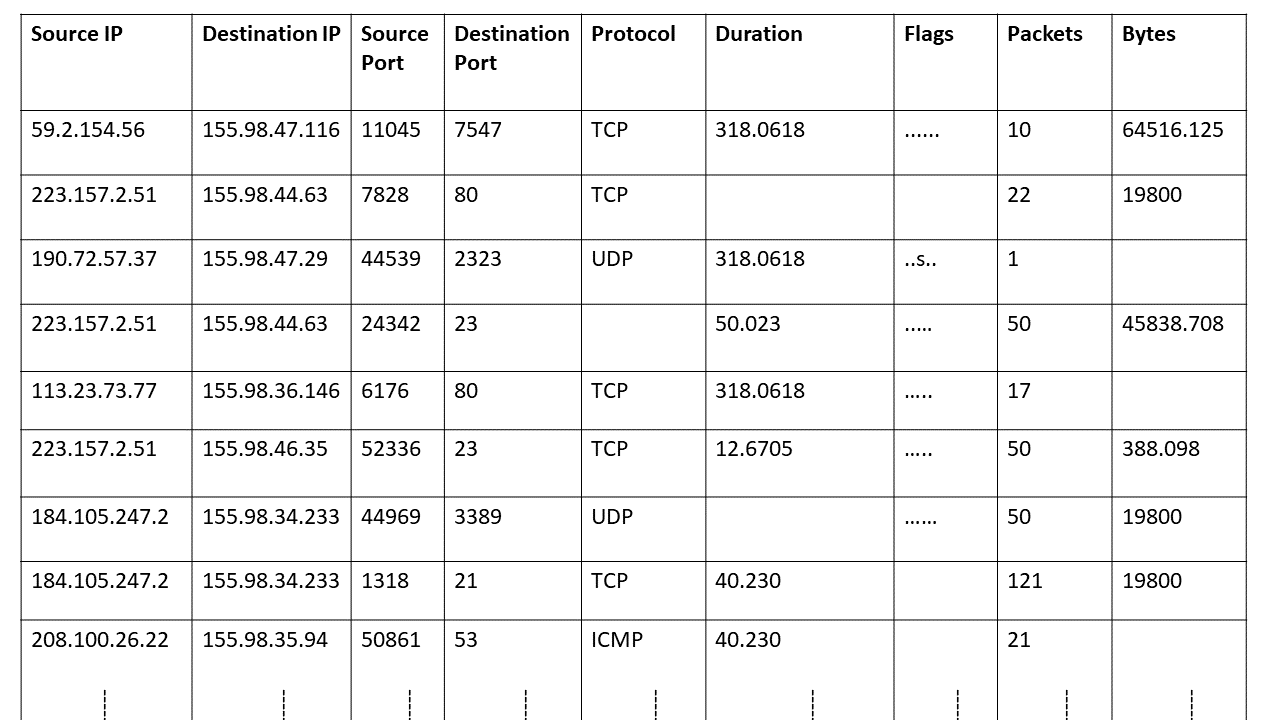 Source IP Destination IP Source Port Destination Port Protocol Duration Flags Packets Bytes
59.2.154.56 155.98.47.116 11045 7547 TCP 318.0618 ...... 10 64516.125
223.157.2.51 155.98.44.63 7828 80 TCP 22 19800
190.72.57.37 155.98.47.29 44539 2323 UDP 318.0618 ..s.. 1
223.157.2.51 155.98.44.63 24342 23 50.023 ..... 50 45838.708
113.23.73.77 155.98.36.146 6176 80 TCP 318.0618 ..... 17
223.157.2.51 155.98.46.35 52336 23 TCP 12.6705 ..... 50 388.098
184.105.247.2 155.98.34.233 44969 3389 UDP ...... 50 19800
184.105.247.2 155.98.34.233 1318 21 TCP 40.230 121 19800
208.100.26.22 155.98.35.94 50861 53 ICMP 40.230 21